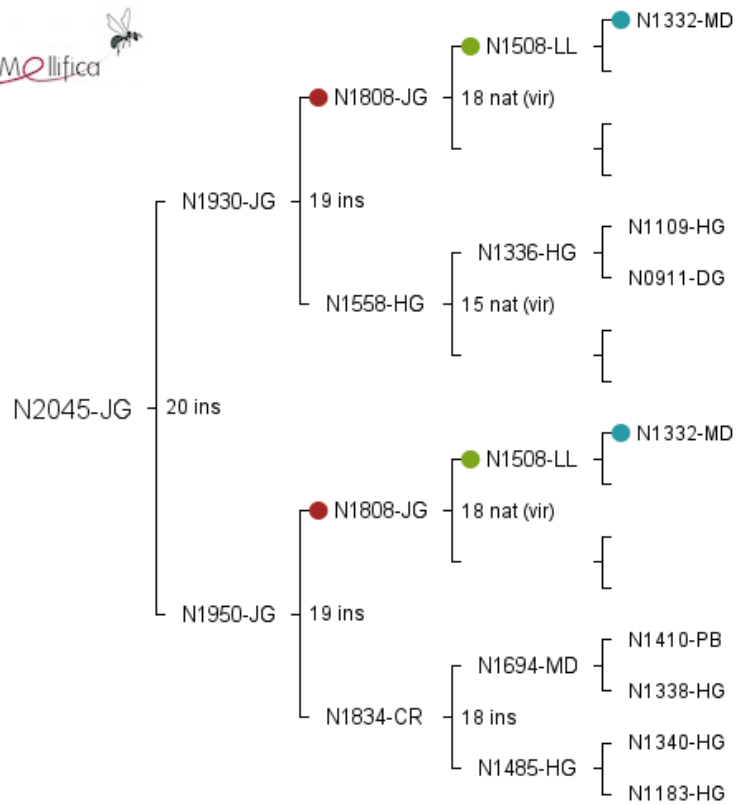 N1332-MD
N1508-LL
Mellifica
N1808-JG
18 nat (vir)
N1930-JG
19 ins
N1109-HG
N1336-HG
N0911-DG
N1558-HG
15 nat (vir)
N2045-JG
20 ins
N1332-MD
N1508-LL
N1808-JG
18 nat (vir)
N1950-JG
19 ins
N1410-PB
N1694-MD
N1338-HG
N1834-CR
18 ins
N1340-HG
N1485-HG
N1183-HG